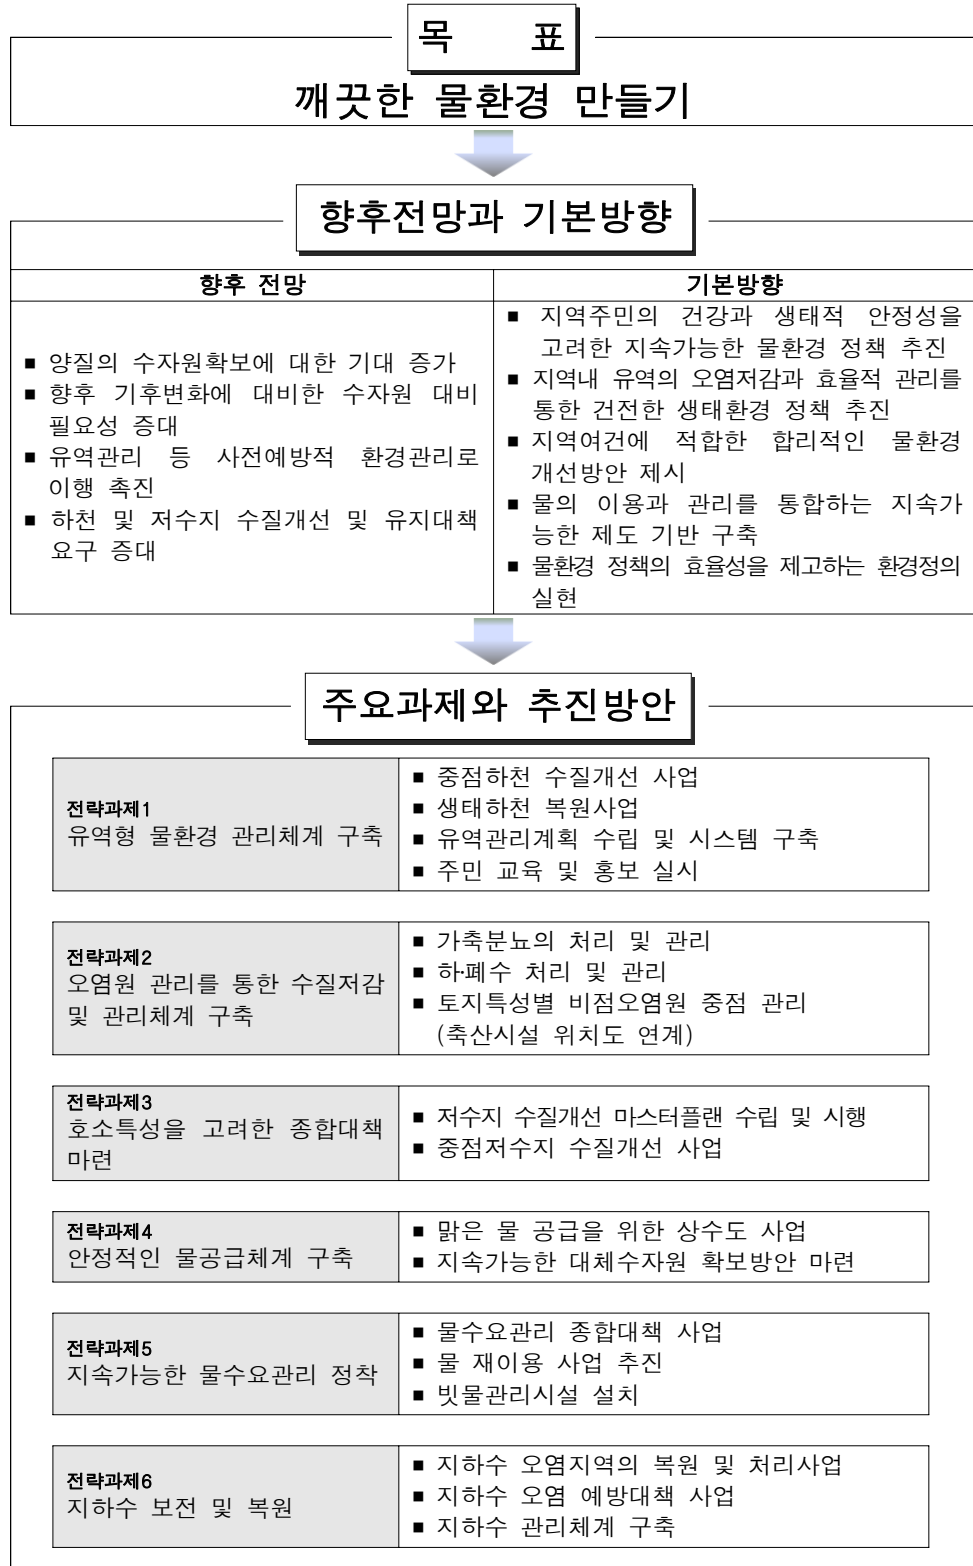 목 표
깨끗한 물환경 만들기
향후전망과 기본방향
향후 전망
■ 양질의 수자원확보에 대한 기대 증가
■ 향후 기후변화에 대비한 수자원 대비
필요성 증대
■ 유역관리 등 사전예방적 환경관리로
이행 촉진
■ 하천 및 저수지 수질개선 및 유지대책
요구 증대
기본방향
■ 지역주민의 건강과 생태적 안정성을
고려한 지속가능한 물환경 정책 추진
■ 지역내 유역의 오염저감과 효율적 관리를
통한 건전한 생태환경 정책 추진
■ 지역여건에 적합한 합리적인 물환경
개선방안 제시
■ 물의 이용과 관리를 통합하는 지속가
능한 제도 기반 구축
■ 물환경 정책의 효율성을 제고하는 환경정의
실현
주요과제와 추진방안
전략과제1
유역형 물환경 관리체계 구축
■ 중점하천 수질개선 사업
■ 생태하천 복원사업
■ 유역관리계획 수립 및 시스템 구축
■ 주민 교육 및 홍보 실시
전략과제2
오염원 관리를 통한 수질저감
및 관리체계 구축
■ 가축분뇨의 처리 및 관리
■ 하·폐수 처리 및 관리
■ 토지특성별 비점오염원 중점 관리
(축산시설 위치도 연계)
전략과제3
호소특성을 고려한 종합대책
마련
■ 저수지 수질개선 마스터플랜 수립 및 시행
■ 중점저수지 수질개선 사업
전략과제4
안정적인 물공급체계 구축
■ 맑은 물 공급을 위한 상수도 사업
■ 지속가능한 대체수자원 확보방안 마련
전략과제5
지속가능한 물수요관리 정착
■ 물수요관리 종합대책 사업
■ 물 재이용 사업 추진
■ 빗물관리시설 설치
전략과제6
지하수 보전 및 복원
■ 지하수 오염지역의 복원 및 처리사업
■ 지하수 오염 예방대책 사업
■ 지하수 관리체계 구축